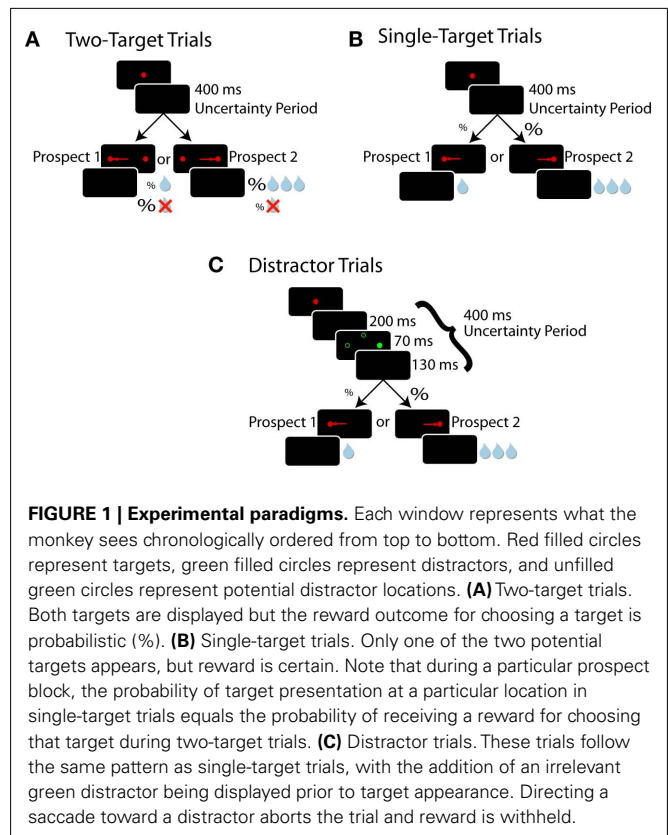 A Two-Target Trials
400 ms
Uncertainty Period
Prospect 1 or Prospect 2
% %
% %
B Single-Target Trials
400 ms
Uncertainty Period
% %
Prospect 1 or Prospect 2
C Distractor Trials
200 ms
70 ms
130 ms
400 ms
Uncertainty Period
% %
Prospect 1 or Prospect 2
FIGURE 1 | Experimental paradigms. Each window represents what the
monkey sees chronologically ordered from top to bottom. Red filled circles
represent targets, green filled circles represent distractors, and unfilled
green circles represent potential distractor locations. (A) Two-target trials.
Both targets are displayed but the reward outcome for choosing a target is
probabilistic (%). (B) Single-target trials. Only one of the two potential
targets appears, but reward is certain. Note that during a particular prospect
block, the probability of target presentation at a particular location in
single-target trials equals the probability of receiving a reward for choosing
that target during two-target trials. (C) Distractor trials. These trials follow
the same pattern as single-target trials, with the addition of an irrelevant
green distractor being displayed prior to target appearance. Directing a
saccade toward a distractor aborts the trial and reward is withheld.